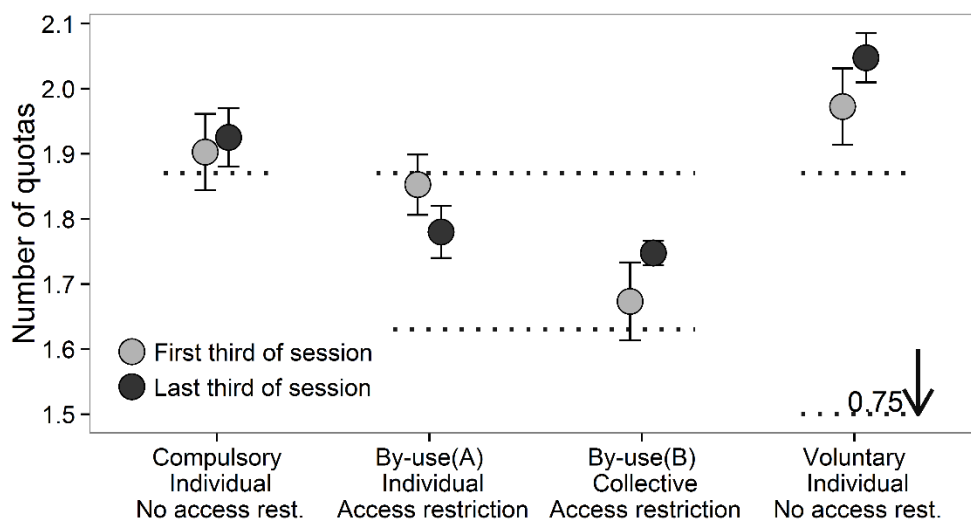 Number of quotas
2.1
2.0
1.9
1.8
1.7
1.6
1.5
First third of session
Last third of session
0.75
Compulsory
Individual
No access rest.
By-use(A)
Individual
Access restriction
By-use(B)
Collective
Access restriction
Voluntary
Individual
No access rest.